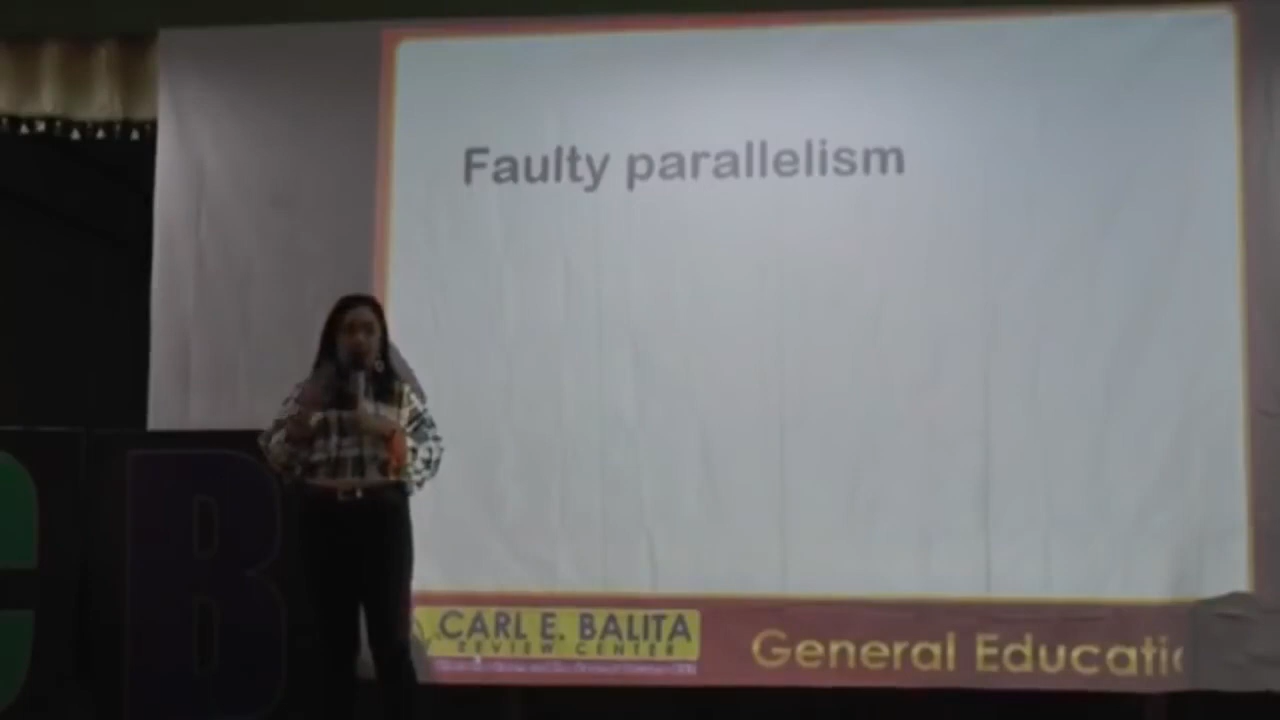 Faulty parallelism
CARL E. BALITA
REVIEW CENTER
General Educatio
C B